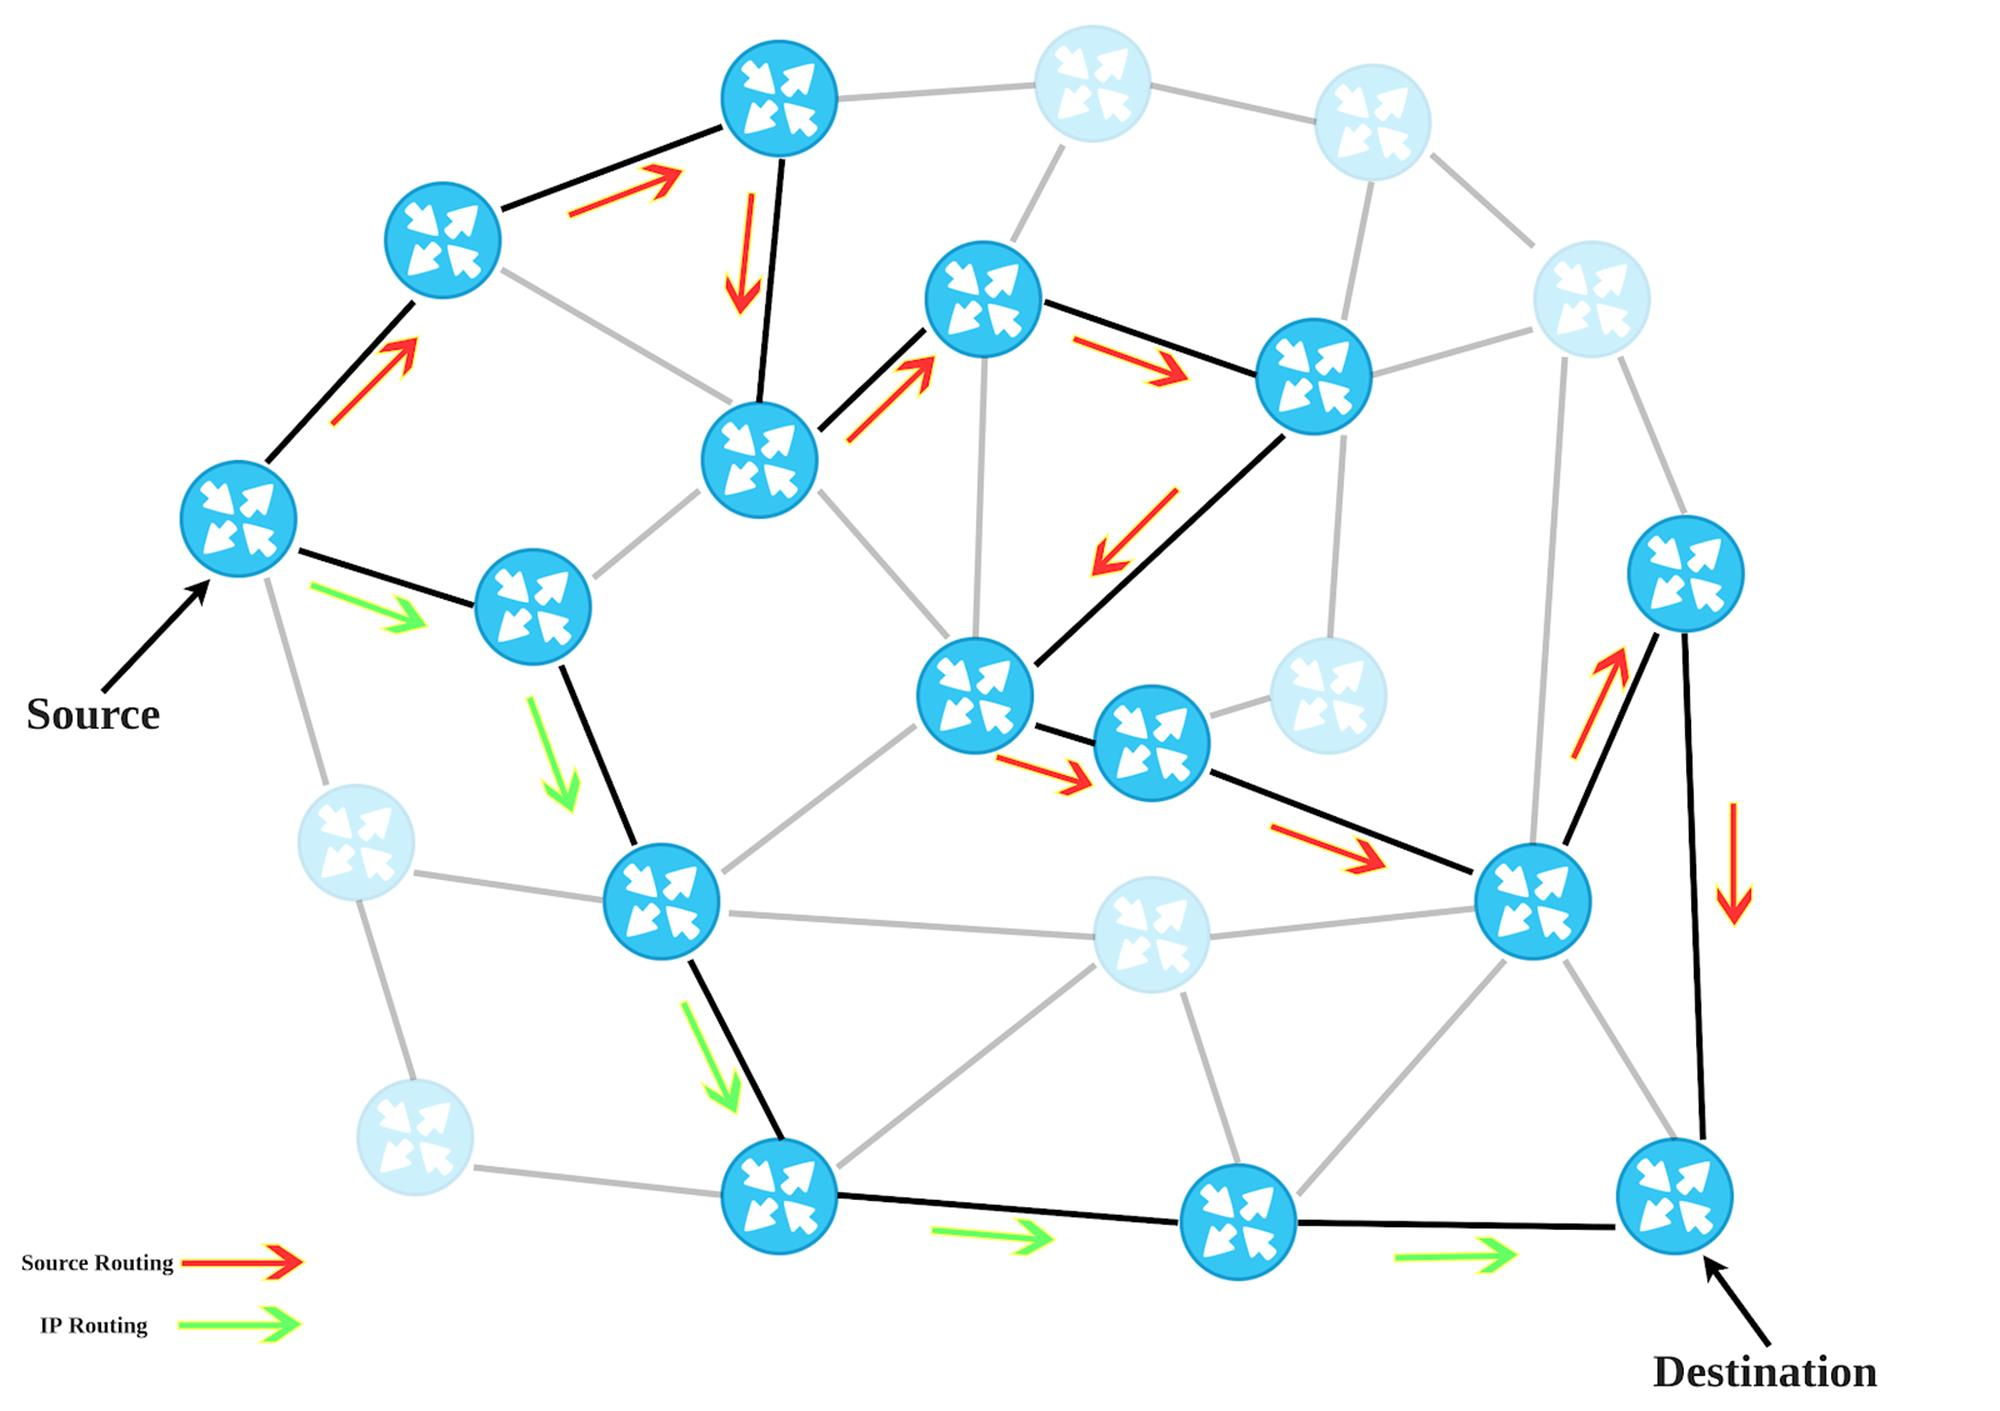 Source
Source Routing
IP Routing
Destination